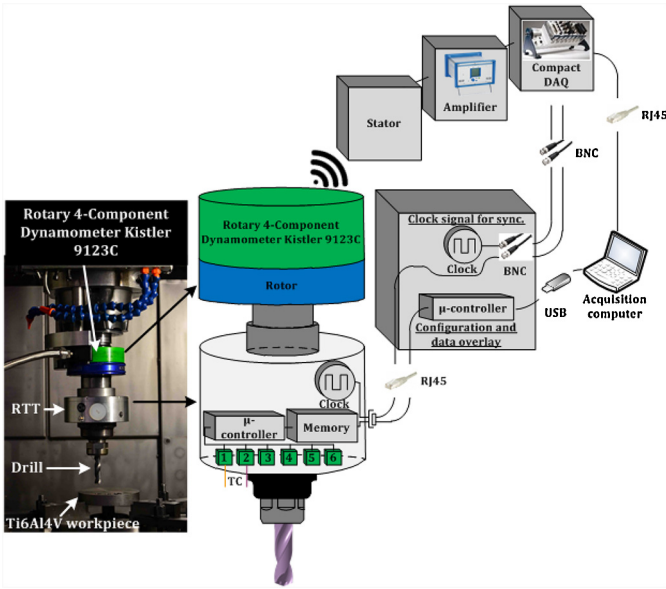 Compact
DAQ
Amplifier
Stator
RJ45
BNC
Rotary 4-Component
Dynamometer Kistler
9123C
Rotary 4-Component
Dynamometer Kistler 9123C
Rotor
Clock signal for sync.
Clock
BNC
μ-controller
Configuration and
data overlay
USB
Acquisition
computer
RJ45
RTT
Drill
Ti6Al4V workpiece
Clock
μ-
controller
Memory
1
2
3
4
5
6
TC